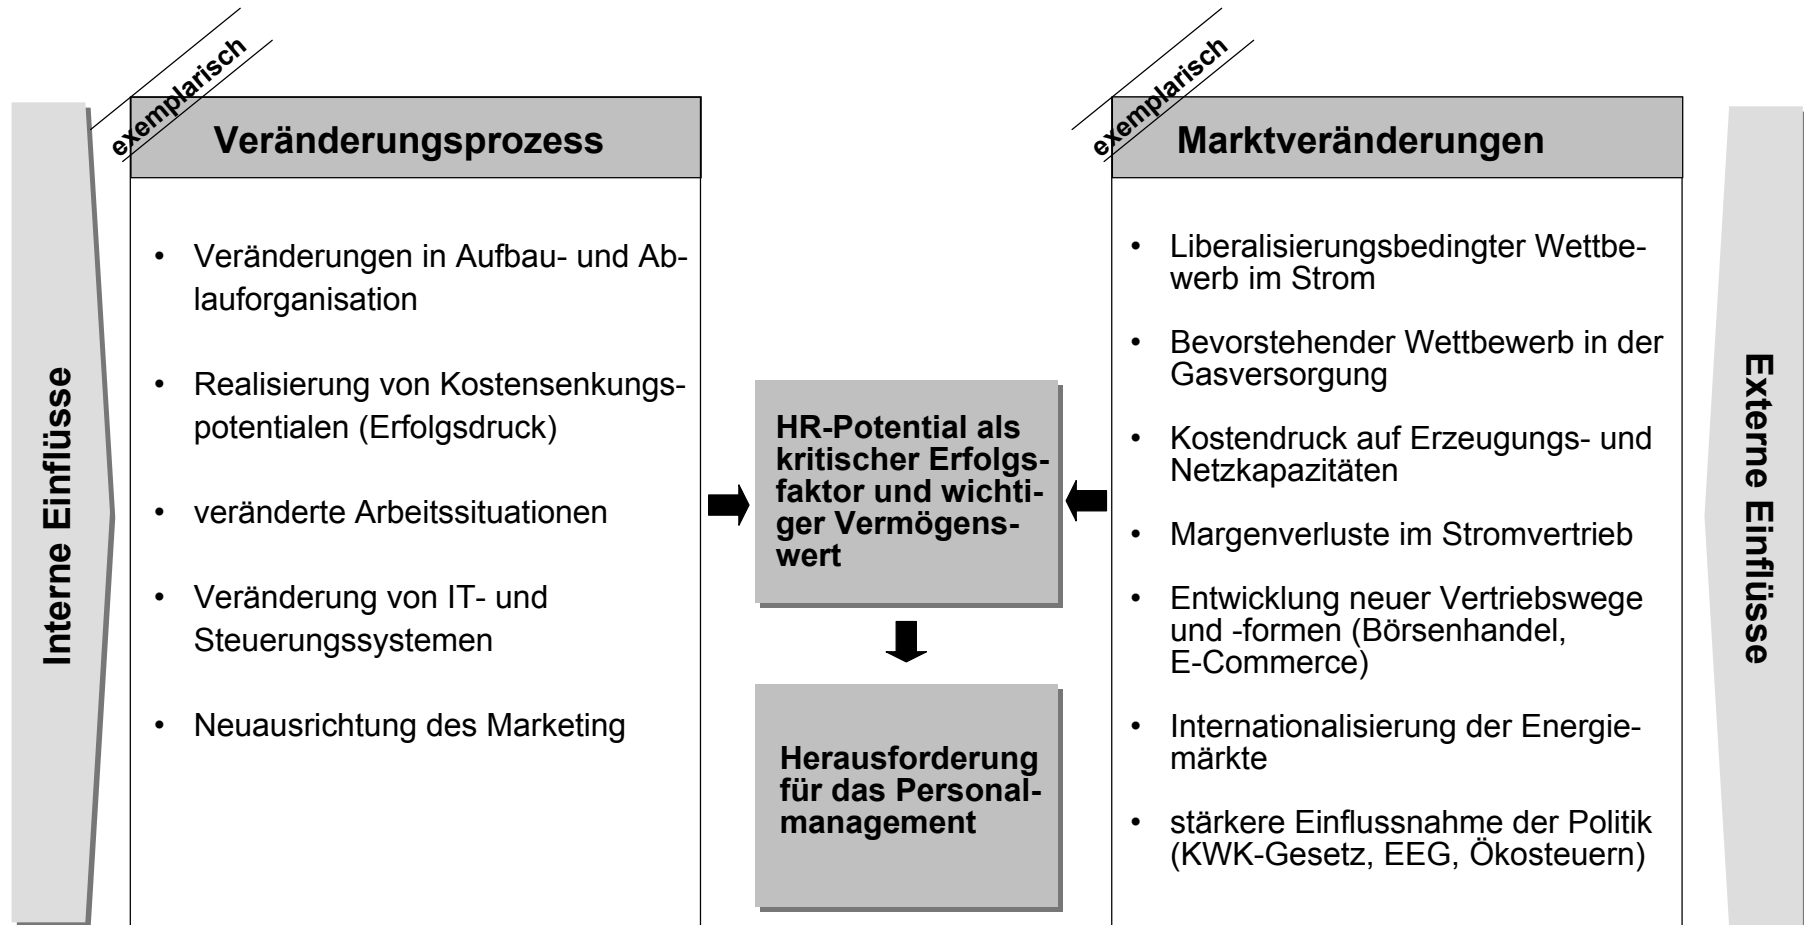 Interne Einflüsse
exemplarisch
Veränderungsprozess
• Veränderungen in Aufbau- und Ab-
lauforganisation
• Realisierung von Kostensenkungs-
potentialen (Erfolgsdruck)
• veränderte Arbeitssituationen
• Veränderung von IT- und
Steuerungssystemen
• Neuausrichtung des Marketing
HR-Potential als
kritischer Erfolgs-
faktor und wichti-
ger Vermögens-
wert
Herausforderung
für das Personal-
management
exemplarisch
Marktveränderungen
• Liberalisierungsbedingter Wettbe-
werb im Strom
• Bevorstehender Wettbewerb in der
Gasversorgung
• Kostendruck auf Erzeugungs- und
Netzkapazitäten
• Margenverluste im Stromvertrieb
• Entwicklung neuer Vertriebswege
und -formen (Börsenhandel,
E-Commerce)
• Internationalisierung der Energie-
märkte
• stärkere Einflussnahme der Politik
(KWK-Gesetz, EEG, Ökosteuern)
Externe Einflüsse